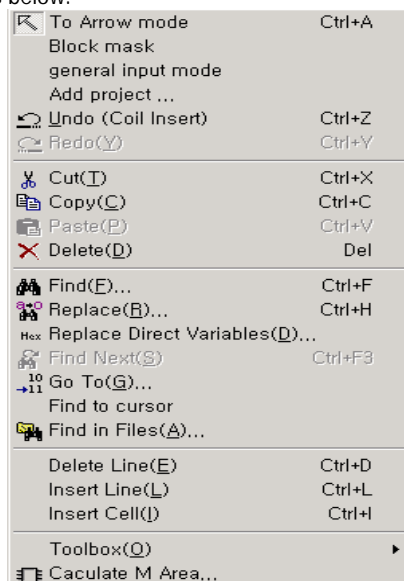 below:
To Arrow mode Ctrl+A
Block mask
general input mode
Add project ...
Undo (Coil Insert) Ctrl+Z
Redo(Y) Ctrl+Y
Cut(T) Ctrl+X
Copy(C) Ctrl+C
Paste(P) Ctrl+V
Delete(D) Del
Find(F)... Ctrl+F
Replace(R)... Ctrl+H
Hex Replace Direct Variables(D)...
Find Next(S) Ctrl+F3
Go To(G)...
Find to cursor
Find in Files(A)...
Delete Line(E) Ctrl+D
Insert Line(L) Ctrl+L
Insert Cell(I) Ctrl+I
Toolbox(O)
Caculate M Area...